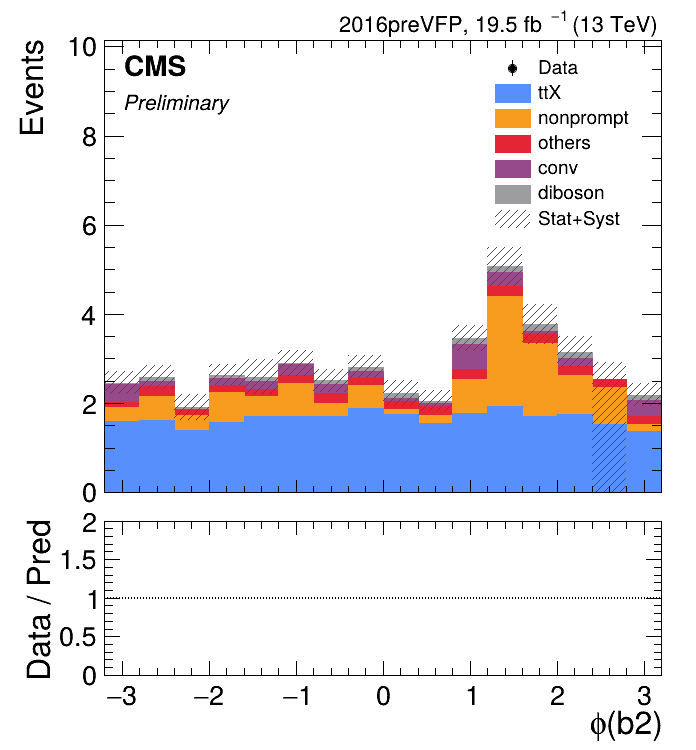 2016preVFP, 19.5 fb⁻¹ (13 TeV)
Events
CMS
Preliminary
Data
ttX
nonprompt
others
conv
diboson
Stat+Syst
10
8
6
4
2
0
Data / Pred
2
1.5
1
0.5
0
−3 −2 −1 0 1 2 3
ϕ(b2)